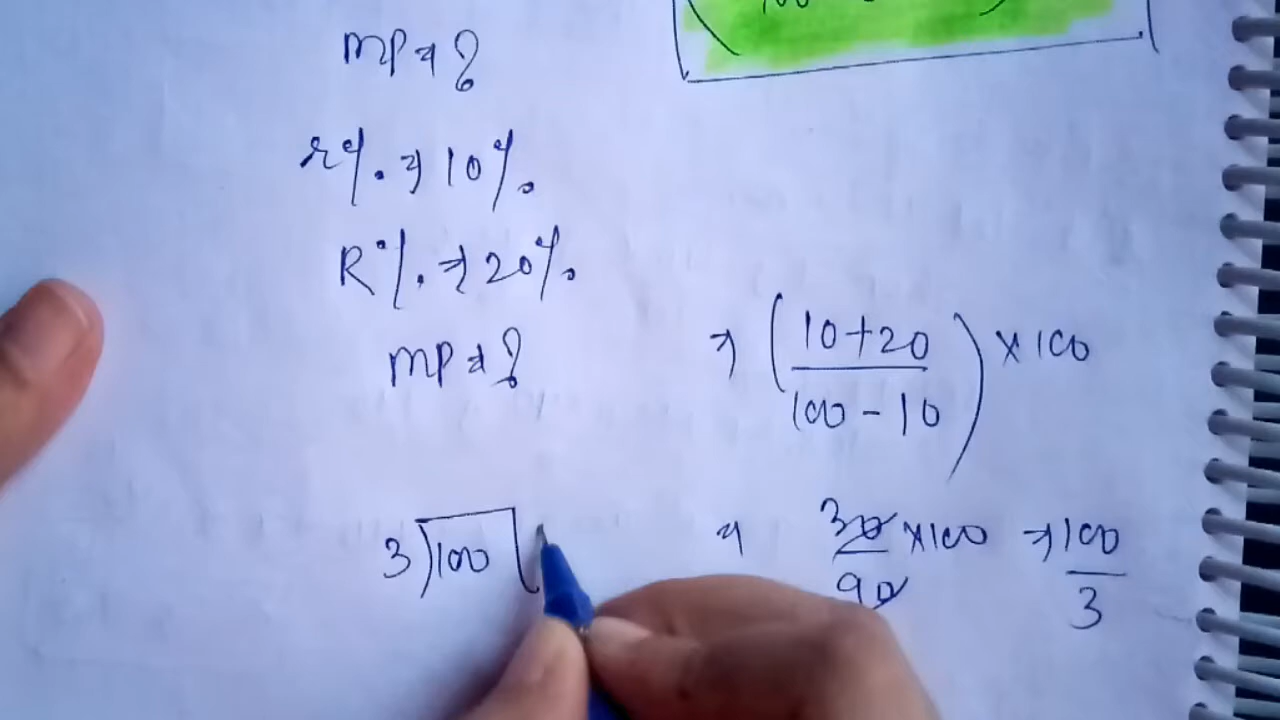 MP ⇒ ?
r%. ⇒ 10%.
R%. ⇒ 20%.
MP ⇒ ?
⇒ (10+20 / 100-10) × 100
⇒ 30/90 × 100 ⇒ 100/3
3)100(